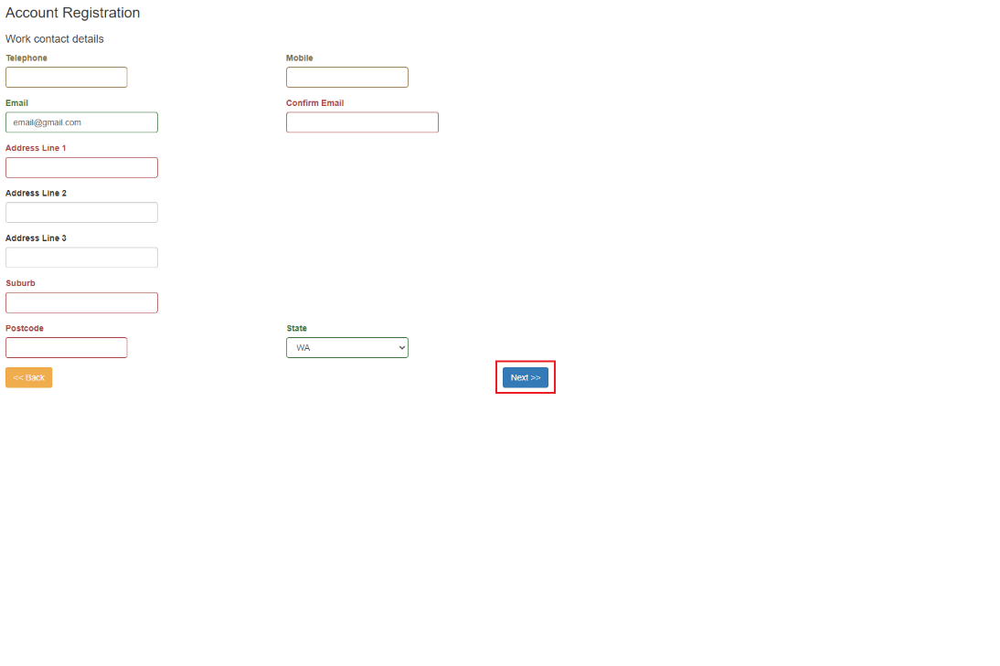 Account Registration
Work contact details
Telephone
Mobile
Email
Confirm Email
email@gmail.com
Address Line 1
Address Line 2
Address Line 3
Suburb
Postcode
State
WA
<< Back
Next >>